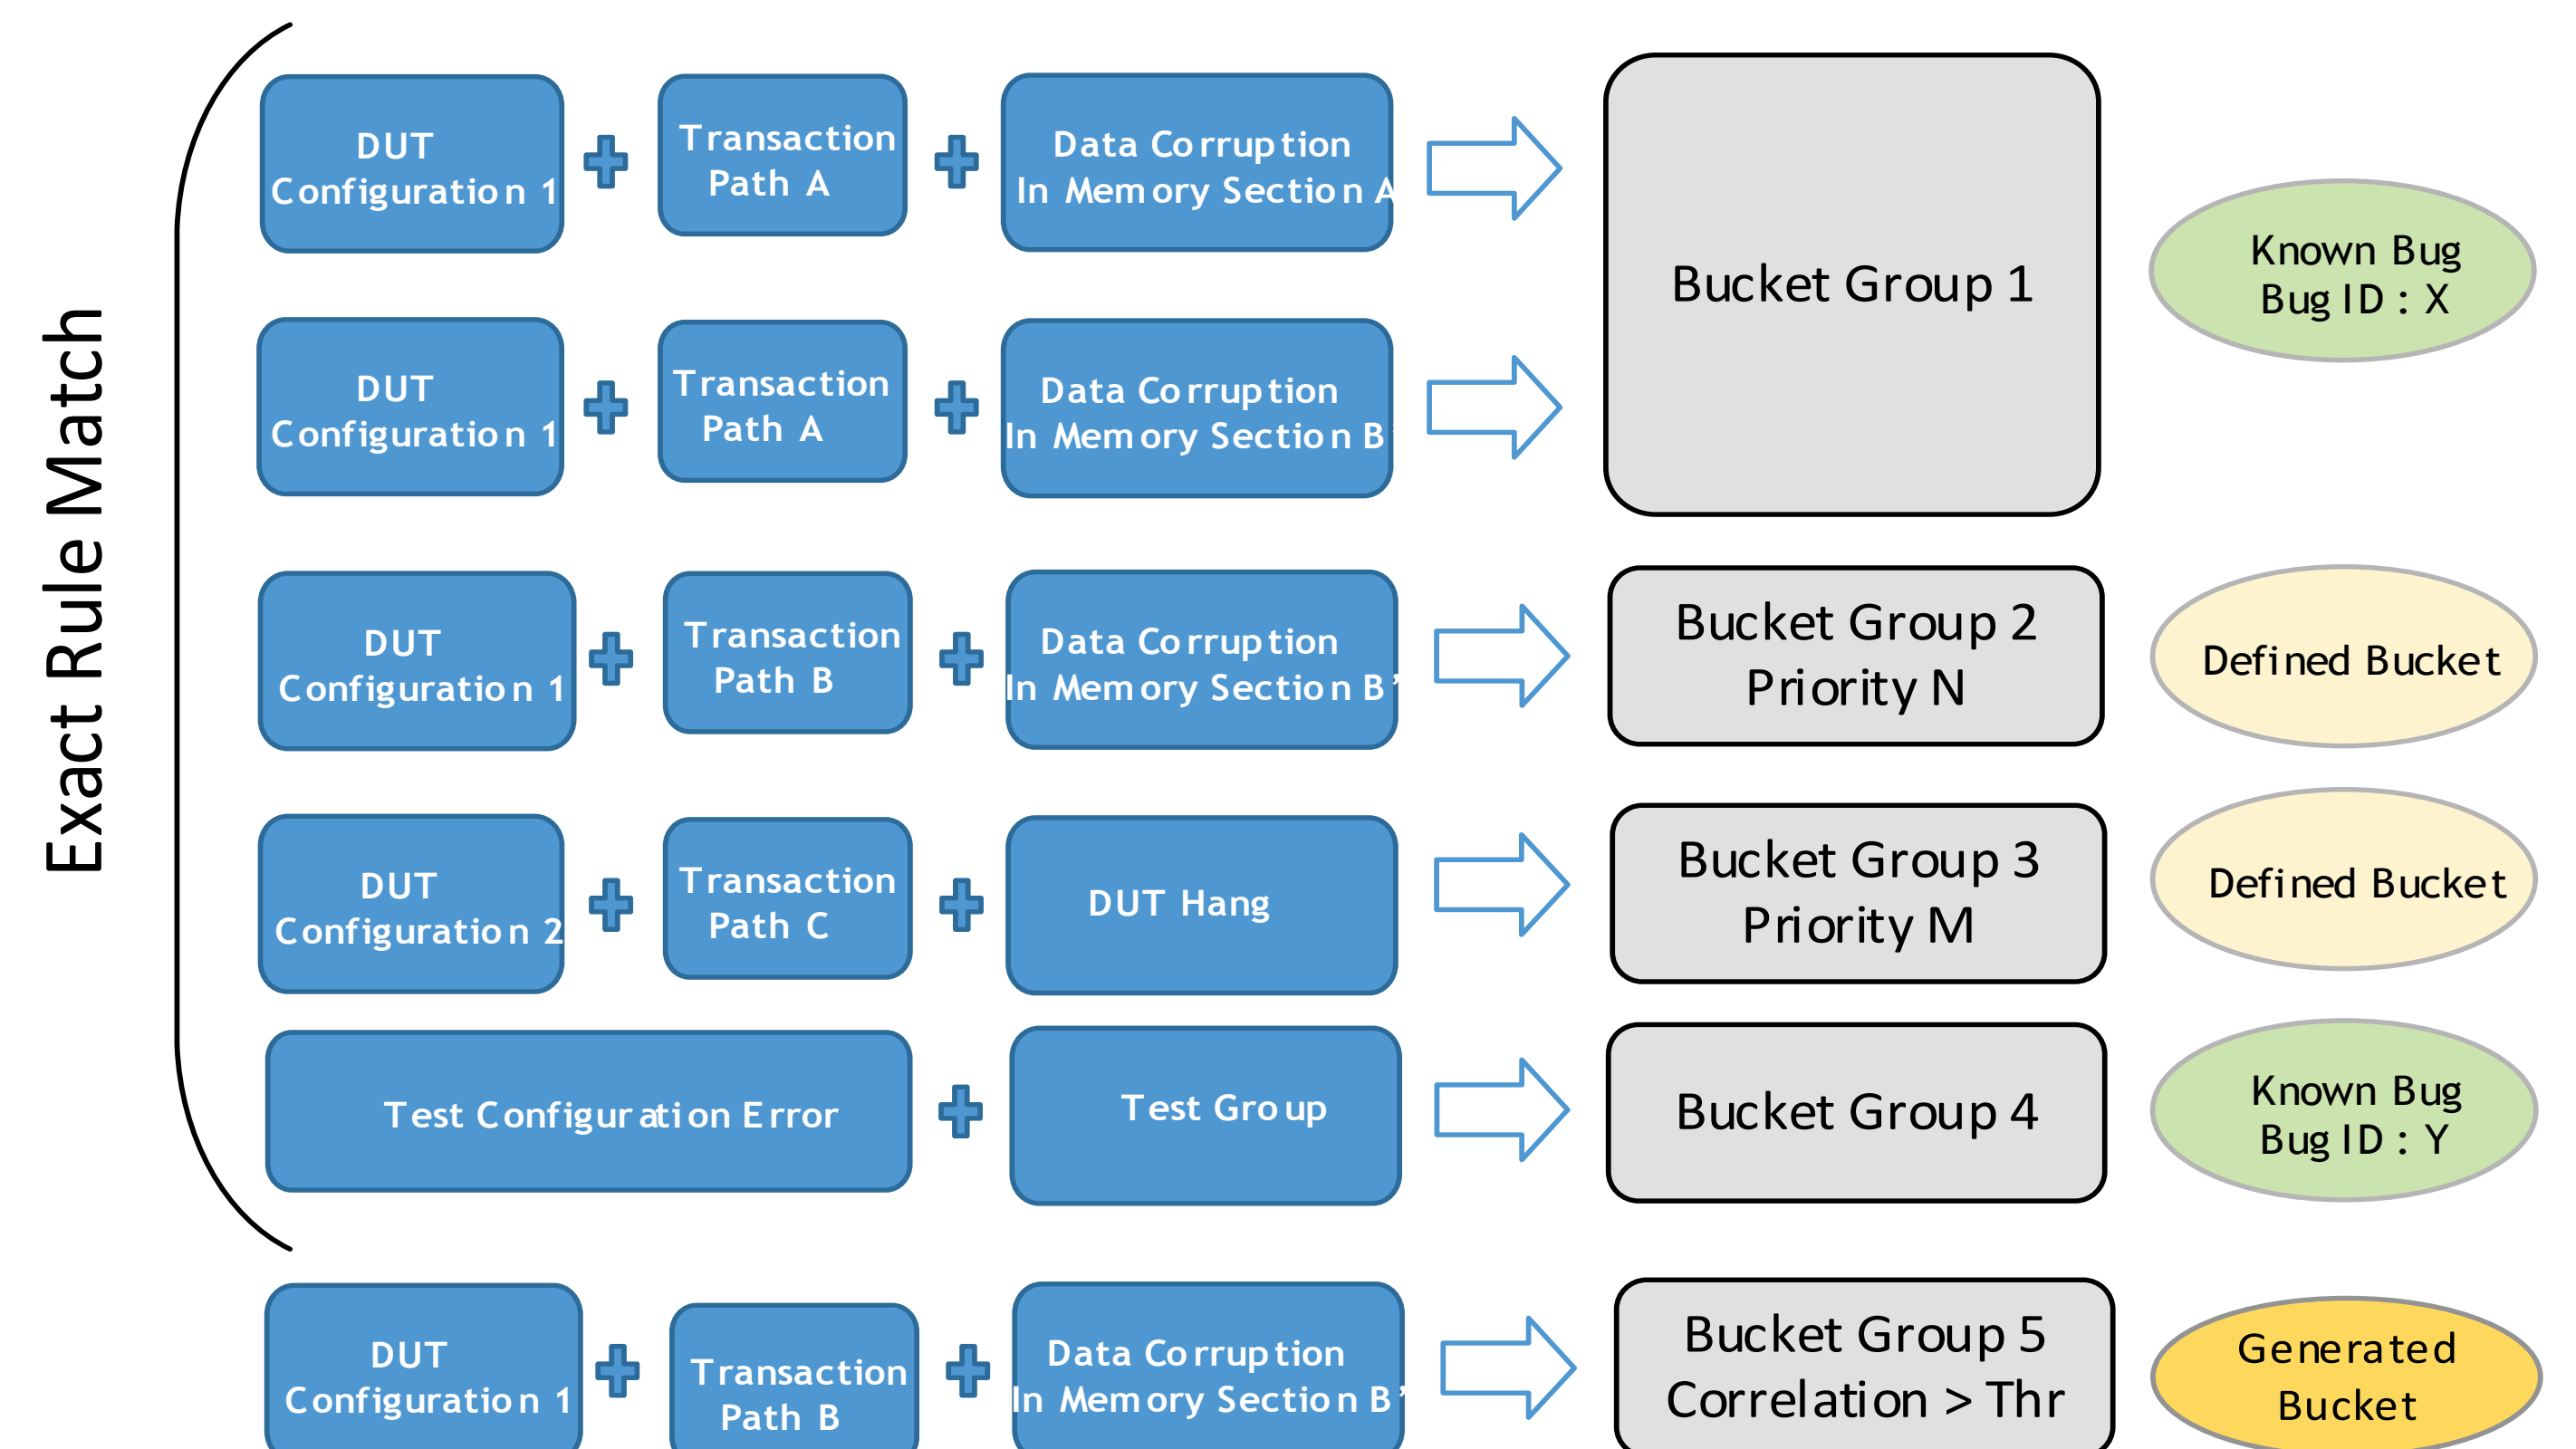 Exact Rule Match
DUT
Configuration 1
Transaction
Path A
Data Corruption
In Memory Section A
Bucket Group 1
Known Bug
Bug ID : X
DUT
Configuration 1
Transaction
Path A
Data Corruption
In Memory Section B'
DUT
Configuration 1
Transaction
Path B
Data Corruption
In Memory Section B’
Bucket Group 2
Priority N
Defined Bucket
DUT
Configuration 2
Transaction
Path C
DUT Hang
Bucket Group 3
Priority M
Defined Bucket
Test Configuration Error
Test Group
Bucket Group 4
Known Bug
Bug ID : Y
DUT
Configuration 1
Transaction
Path B
Data Corruption
In Memory Section B’
Bucket Group 5
Correlation > Thr
Generated
Bucket